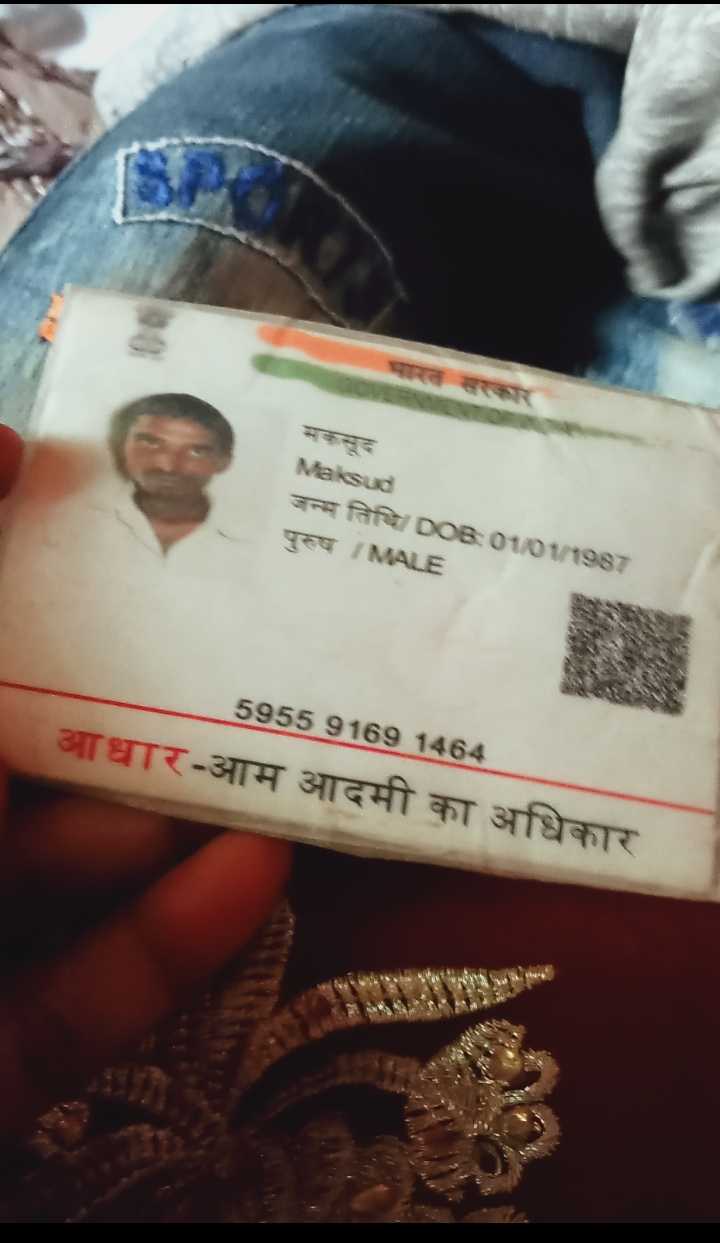 SPO
भारत सरकार
GOVERNMENT OF INDIA
मकसूद
Maksud
जन्म तिथि/ DOB: 01/01/1987
पुरुष / MALE
5955 9169 1464
आधार-आम आदमी का अधिकार